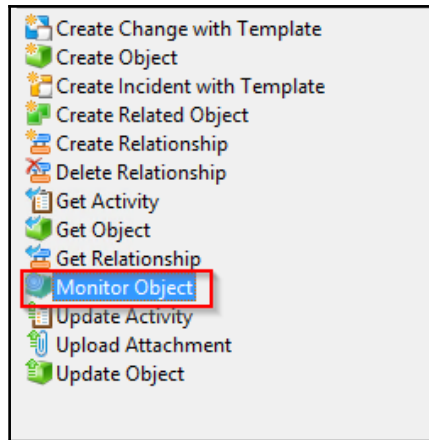 Create Change with Template
Create Object
Create Incident with Template
Create Related Object
Create Relationship
Delete Relationship
Get Activity
Get Object
Get Relationship
Monitor Object
Update Activity
Upload Attachment
Update Object